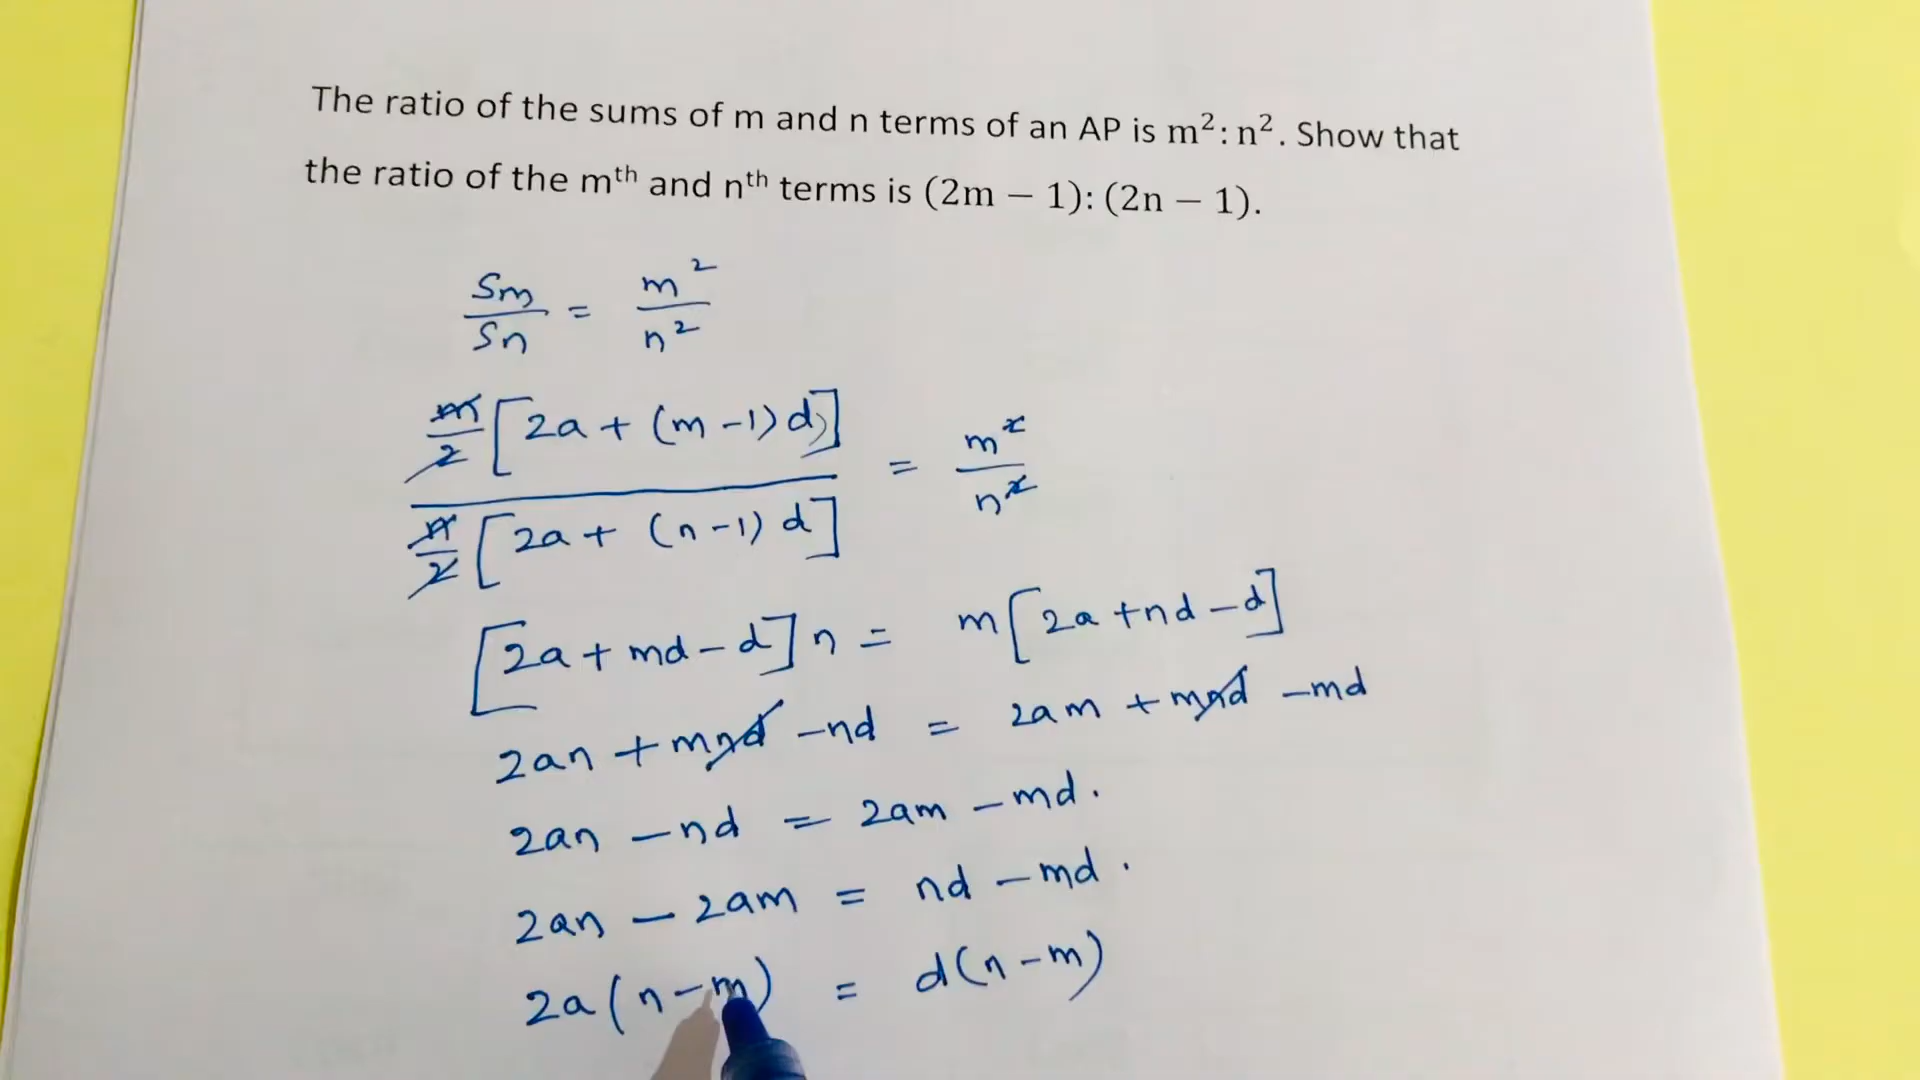 The ratio of the sums of m and n terms of an AP is m²: n². Show that
the ratio of the mᵗʰ and nᵗʰ terms is (2m − 1): (2n − 1).
Sm/Sn = m²/n²
m/2 [2a + (m-1)d] / n/2 [2a + (n-1)d] = m²/n²
[2a + md - d] n = m[2a + nd - d]
2an + mnd - nd = 2am + mnd - md
2an - nd = 2am - md.
2an - 2am = nd - md.
2a(n-m) = d(n-m)